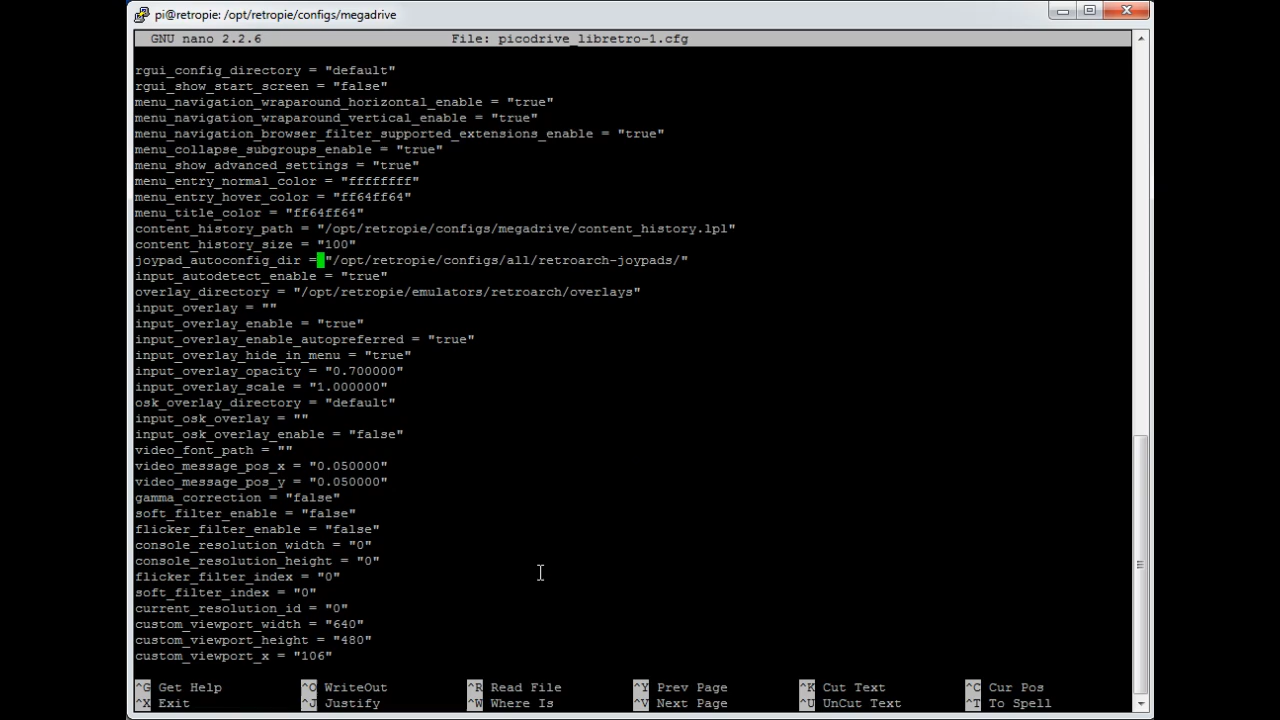 pi@retropie: /opt/retropie/configs/megadrive
GNU nano 2.2.6 File: picodrive_libretro-1.cfg
rgui_config_directory = "default"
rgui_show_start_screen = "false"
menu_navigation_wraparound_horizontal_enable = "true"
menu_navigation_wraparound_vertical_enable = "true"
menu_navigation_browser_filter_supported_extensions_enable = "true"
menu_collapse_subgroups_enable = "true"
menu_show_advanced_settings = "true"
menu_entry_normal_color = "ffffffff"
menu_entry_hover_color = "ff64ff64"
menu_title_color = "ff64ff64"
content_history_path = "/opt/retropie/configs/megadrive/content_history.lpl"
content_history_size = "100"
joypad_autoconfig_dir = "/opt/retropie/configs/all/retroarch-joypads/"
input_autodetect_enable = "true"
overlay_directory = "/opt/retropie/emulators/retroarch/overlays"
input_overlay = ""
input_overlay_enable = "true"
input_overlay_enable_autopreferred = "true"
input_overlay_hide_in_menu = "true"
input_overlay_opacity = "0.700000"
input_overlay_scale = "1.000000"
osk_overlay_directory = "default"
input_osk_overlay = ""
input_osk_overlay_enable = "false"
video_font_path = ""
video_message_pos_x = "0.050000"
video_message_pos_y = "0.050000"
gamma_correction = "false"
soft_filter_enable = "false"
flicker_filter_enable = "false"
console_resolution_width = "0"
console_resolution_height = "0"
flicker_filter_index = "0"
soft_filter_index = "0"
current_resolution_id = "0"
custom_viewport_width = "640"
custom_viewport_height = "480"
custom_viewport_x = "106"
^G Get Help ^O WriteOut ^R Read File ^Y Prev Page ^K Cut Text ^C Cur Pos
^X Exit ^J Justify ^W Where Is ^V Next Page ^U UnCut Text ^T To Spell